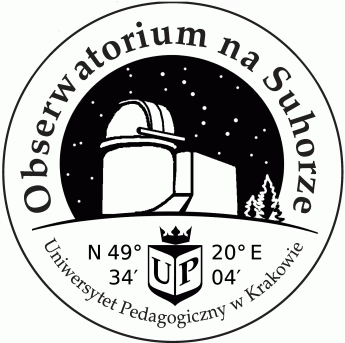 Obserwatorium na Suhorze
N 49° 20° E
34′ 04′
UP
Uniwersytet Pedagogiczny w Krakowie